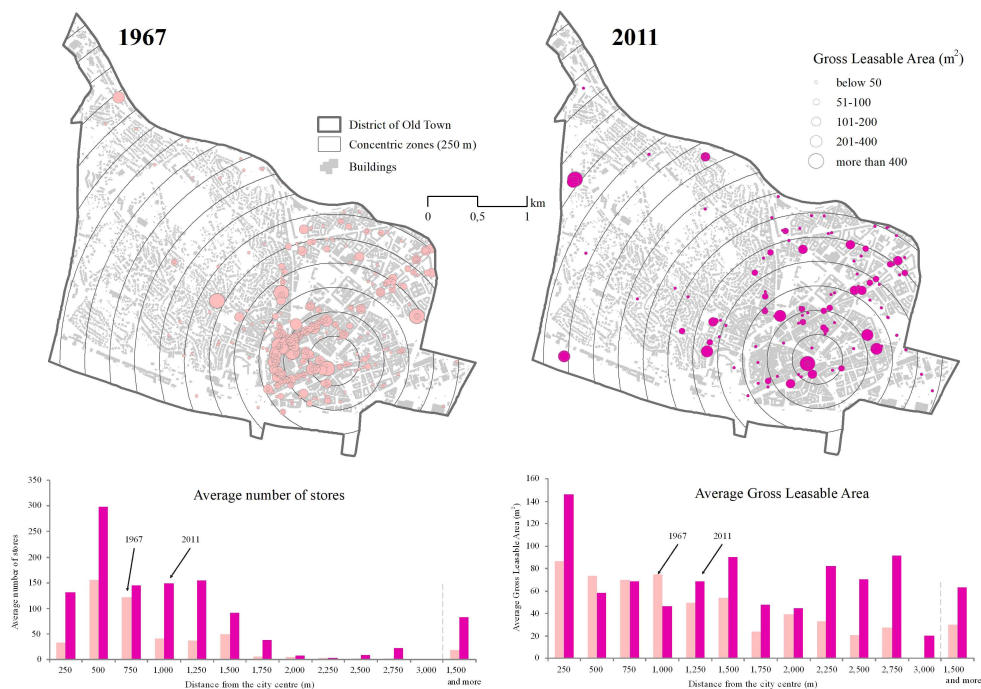 1967
2011
Gross Leasable Area (m²)
below 50
51-100
101-200
201-400
more than 400
District of Old Town
Concentric zones (250 m)
Buildings
km
0 0,5 1
Average number of stores
350
300
250
200
150
100
50
0
Average number of stores
1967
2011
250 500 750 1,000 1,250 1,500 1,750 2,000 2,250 2,500 2,750 3,000 1,500
and more
Distance from the city centre (m)
Average Gross Leasable Area
160
140
120
100
80
60
40
20
0
Average Gross Leasable Area (m²)
1967
2011
250 500 750 1,000 1,250 1,500 1,750 2,000 2,250 2,500 2,750 3,000 1,500
and more
Distance from the city centre (m)